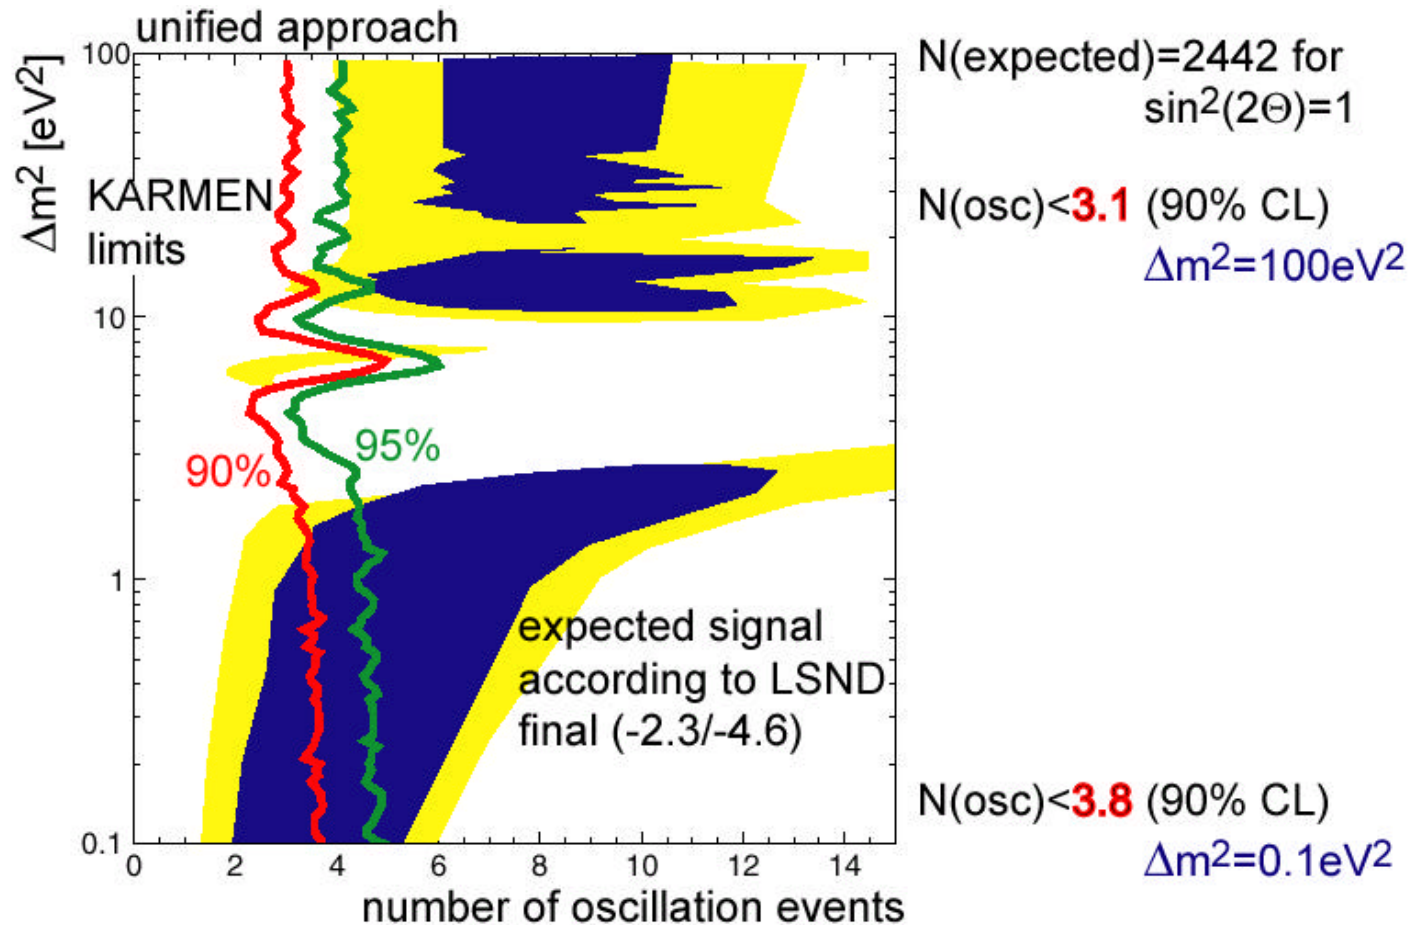 unified approach
Δm² [eV²]
100
10
1
0.1
KARMEN
limits
90%
95%
expected signal
according to LSND
final (-2.3/-4.6)
0 2 4 6 8 10 12 14
number of oscillation events
N(expected)=2442 for
sin²(2Θ)=1
N(osc)<3.1 (90% CL)
Δm²=100eV²
N(osc)<3.8 (90% CL)
Δm²=0.1eV²